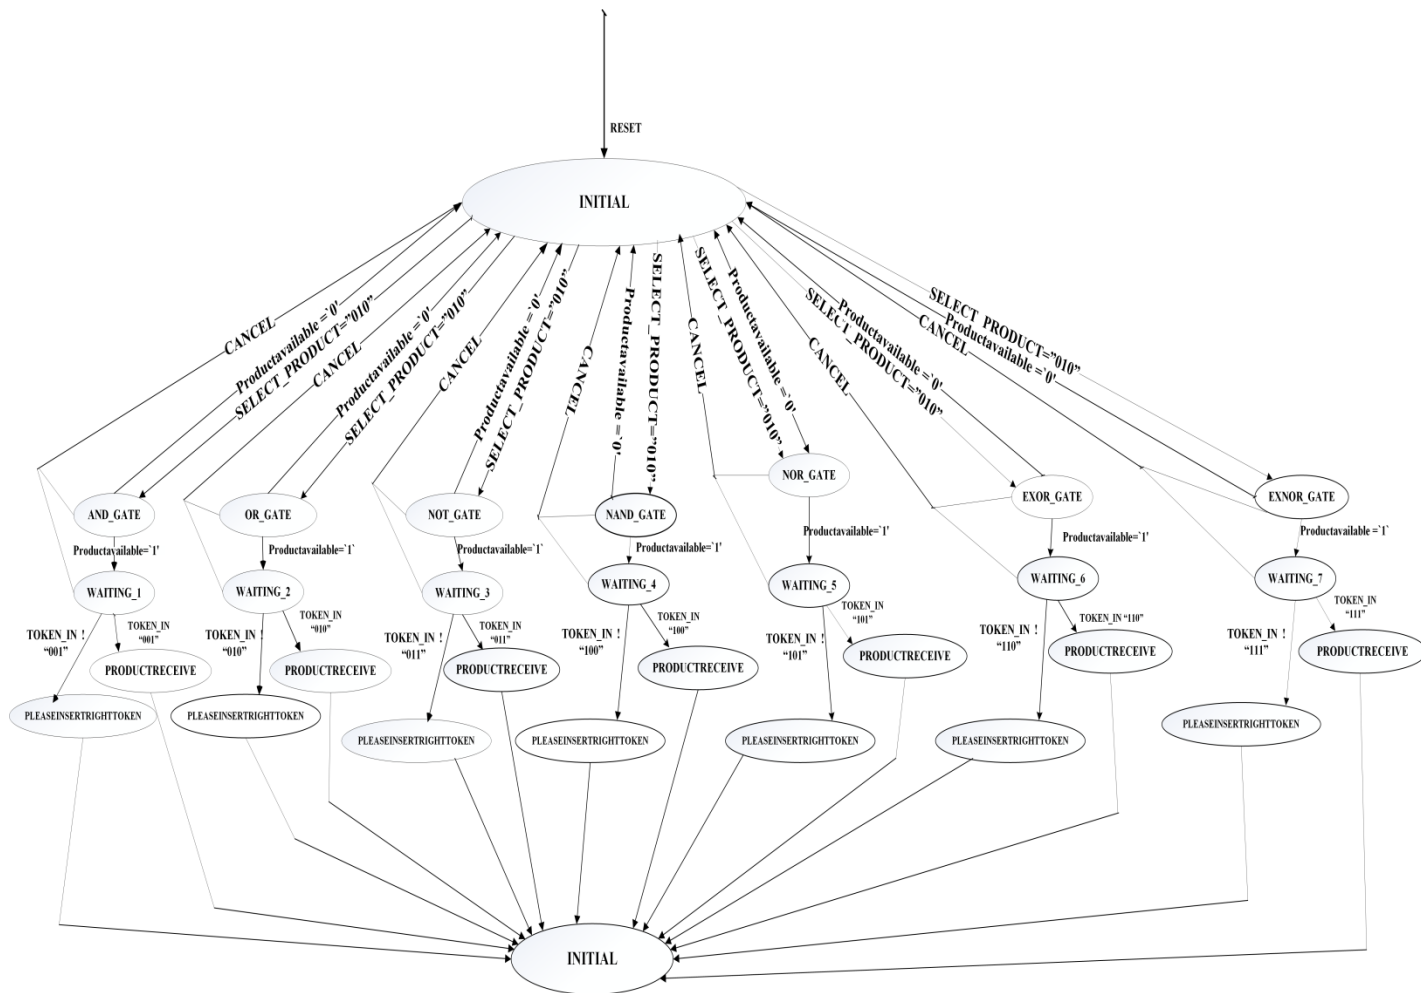 RESET
INITIAL
CANCEL
Productavailable =`0'
SELECT_PRODUCT="010"
CANCEL
Productavailable =`0'
SELECT_PRODUCT="010"
CANCEL
Productavailable =`0'
SELECT_PRODUCT="010"
CANCEL
Productavailable =`0'
SELECT_PRODUCT="010"
CANCEL
SELECT_PRODUCT="010"
Productavailable =`0'
CANCEL
SELECT_PRODUCT="010"
Productavailable =`0'
CANCEL
Productavailable =`0'
SELECT_PRODUCT="010"
AND_GATE
OR_GATE
NOT_GATE
NAND_GATE
NOR_GATE
EXOR_GATE
EXNOR_GATE
Productavailable=`1'
Productavailable=`1`
Productavailable=`1`
Productavailable=`1'
Productavailable=`1'
Productavailable=`1'
Productavailable =`1'
WAITING_1
WAITING_2
WAITING_3
WAITING_4
WAITING_5
WAITING_6
WAITING_7
TOKEN_IN !
"001"
TOKEN_IN
"001"
TOKEN_IN !
"010"
TOKEN_IN
"010"
TOKEN_IN !
"011"
TOKEN_IN
"011"
TOKEN_IN !
"100"
TOKEN_IN
"100"
TOKEN_IN !
"101"
TOKEN_IN
"101"
TOKEN_IN !
"110"
TOKEN_IN "110"
TOKEN_IN !
"111"
TOKEN_IN
"111"
PRODUCTRECEIVE
PRODUCTRECEIVE
PRODUCTRECEIVE
PRODUCTRECEIVE
PRODUCTRECEIVE
PRODUCTRECEIVE
PRODUCTRECEIVE
PLEASEINSERTRIGHTTOKEN
PLEASEINSERTRIGHTTOKEN
PLEASEINSERTRIGHTTOKEN
PLEASEINSERTRIGHTTOKEN
PLEASEINSERTRIGHTTOKEN
PLEASEINSERTRIGHTTOKEN
PLEASEINSERTRIGHTTOKEN
INITIAL